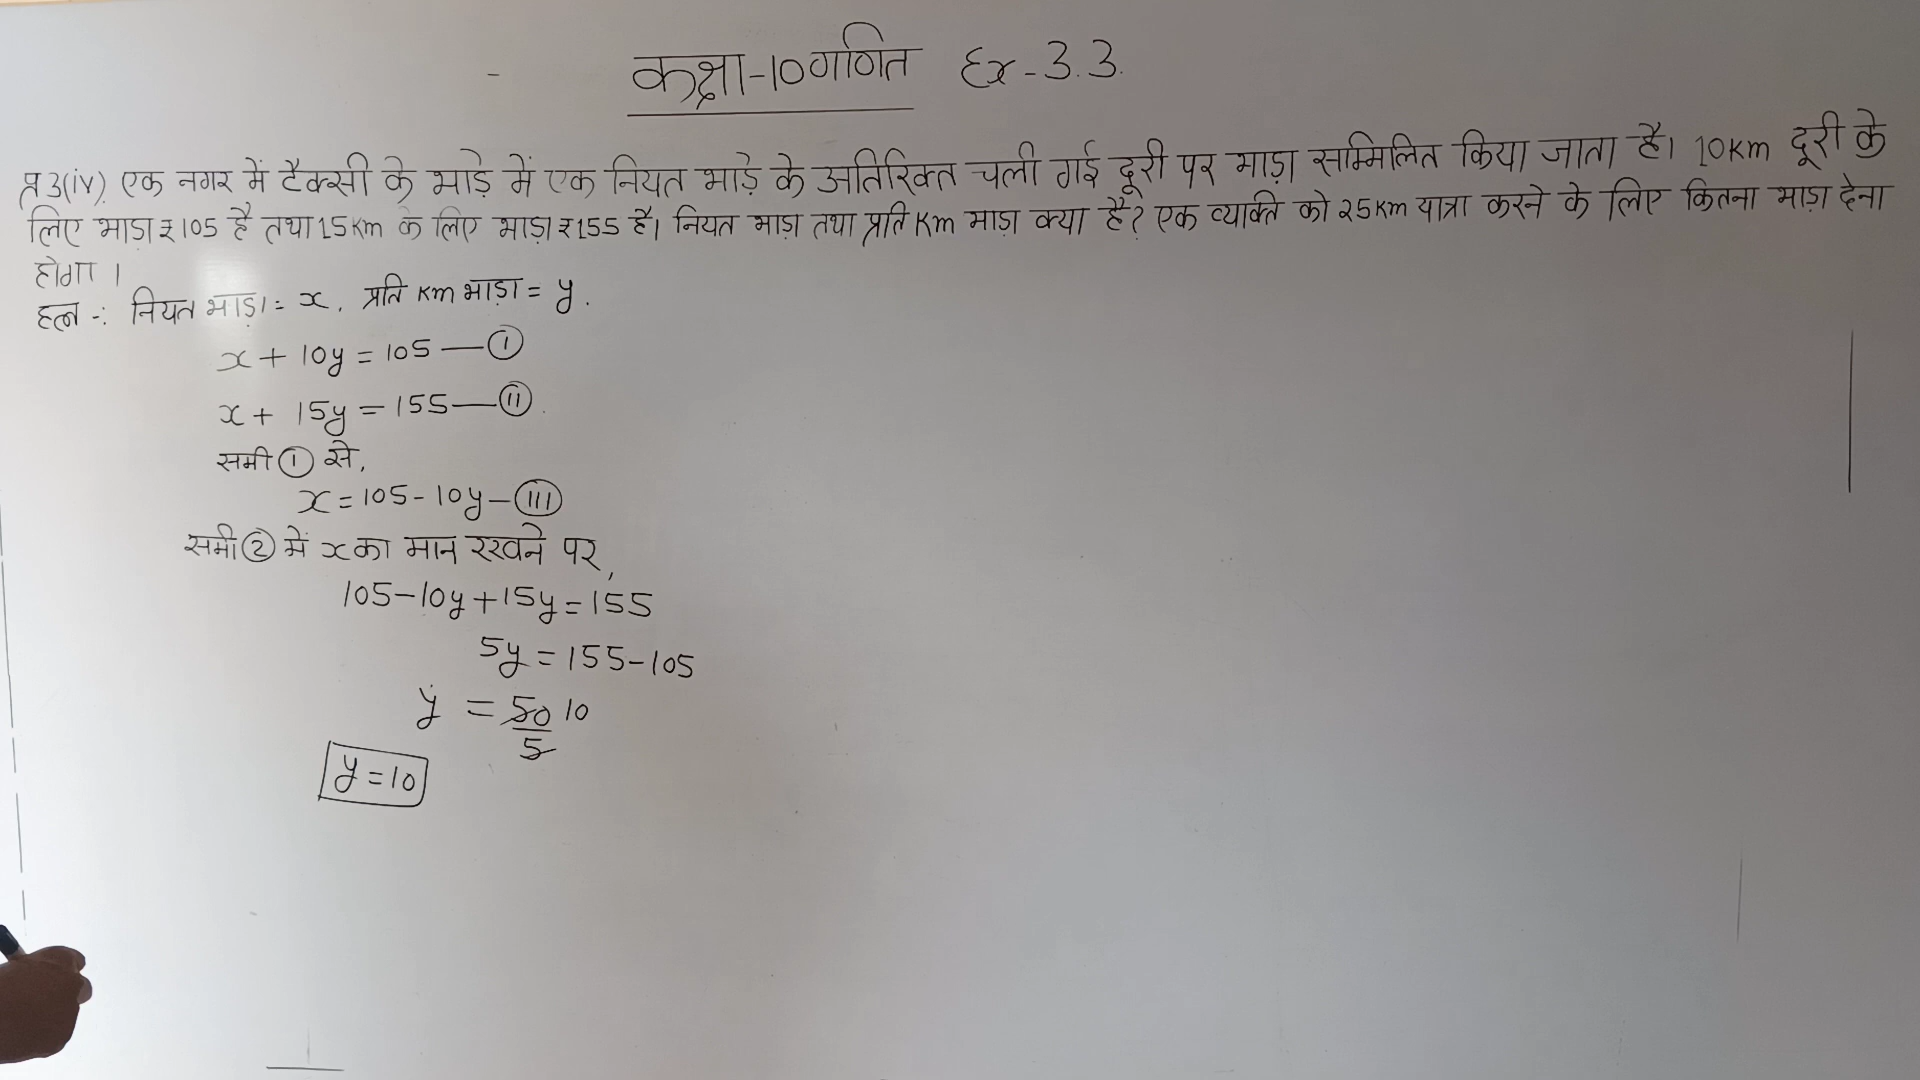 कक्षा-10 गणित Ex-3.3.
प्र 3(iv). एक नगर में टैक्सी के भाड़े में एक नियत भाड़े के अतिरिक्त चली गई दूरी पर भाड़ा सम्मिलित किया जाता है। 10Km दूरी के
लिए भाड़ा ₹105 है तथा 15Km के लिए भाड़ा ₹155 है। नियत भाड़ा तथा प्रति Km भाड़ा क्या है? एक व्यक्ति को 25Km यात्रा करने के लिए कितना भाड़ा देना
होगा।
हल -: नियत भाड़ा = x, प्रति Km भाड़ा = y.
x + 10y = 105 — (I)
x + 15y = 155 — (II)
समी (1) से,
x = 105 - 10y — (III)
समी (2) में x का मान रखने पर,
105 - 10y + 15y = 155
5y = 155 - 105
y = 50/5 10
y = 10